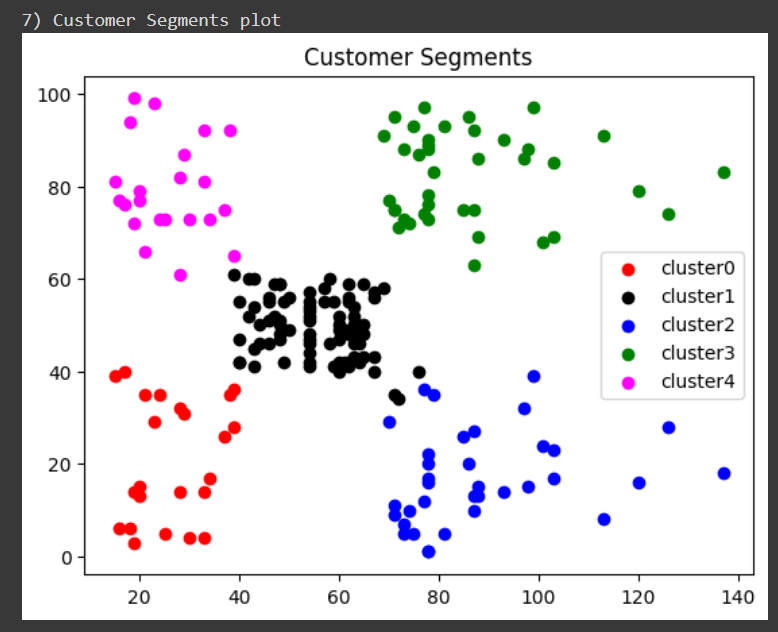 7) Customer Segments plot
Customer Segments
100
80
60
40
20
0
cluster0
cluster1
cluster2
cluster3
cluster4
20 40 60 80 100 120 140